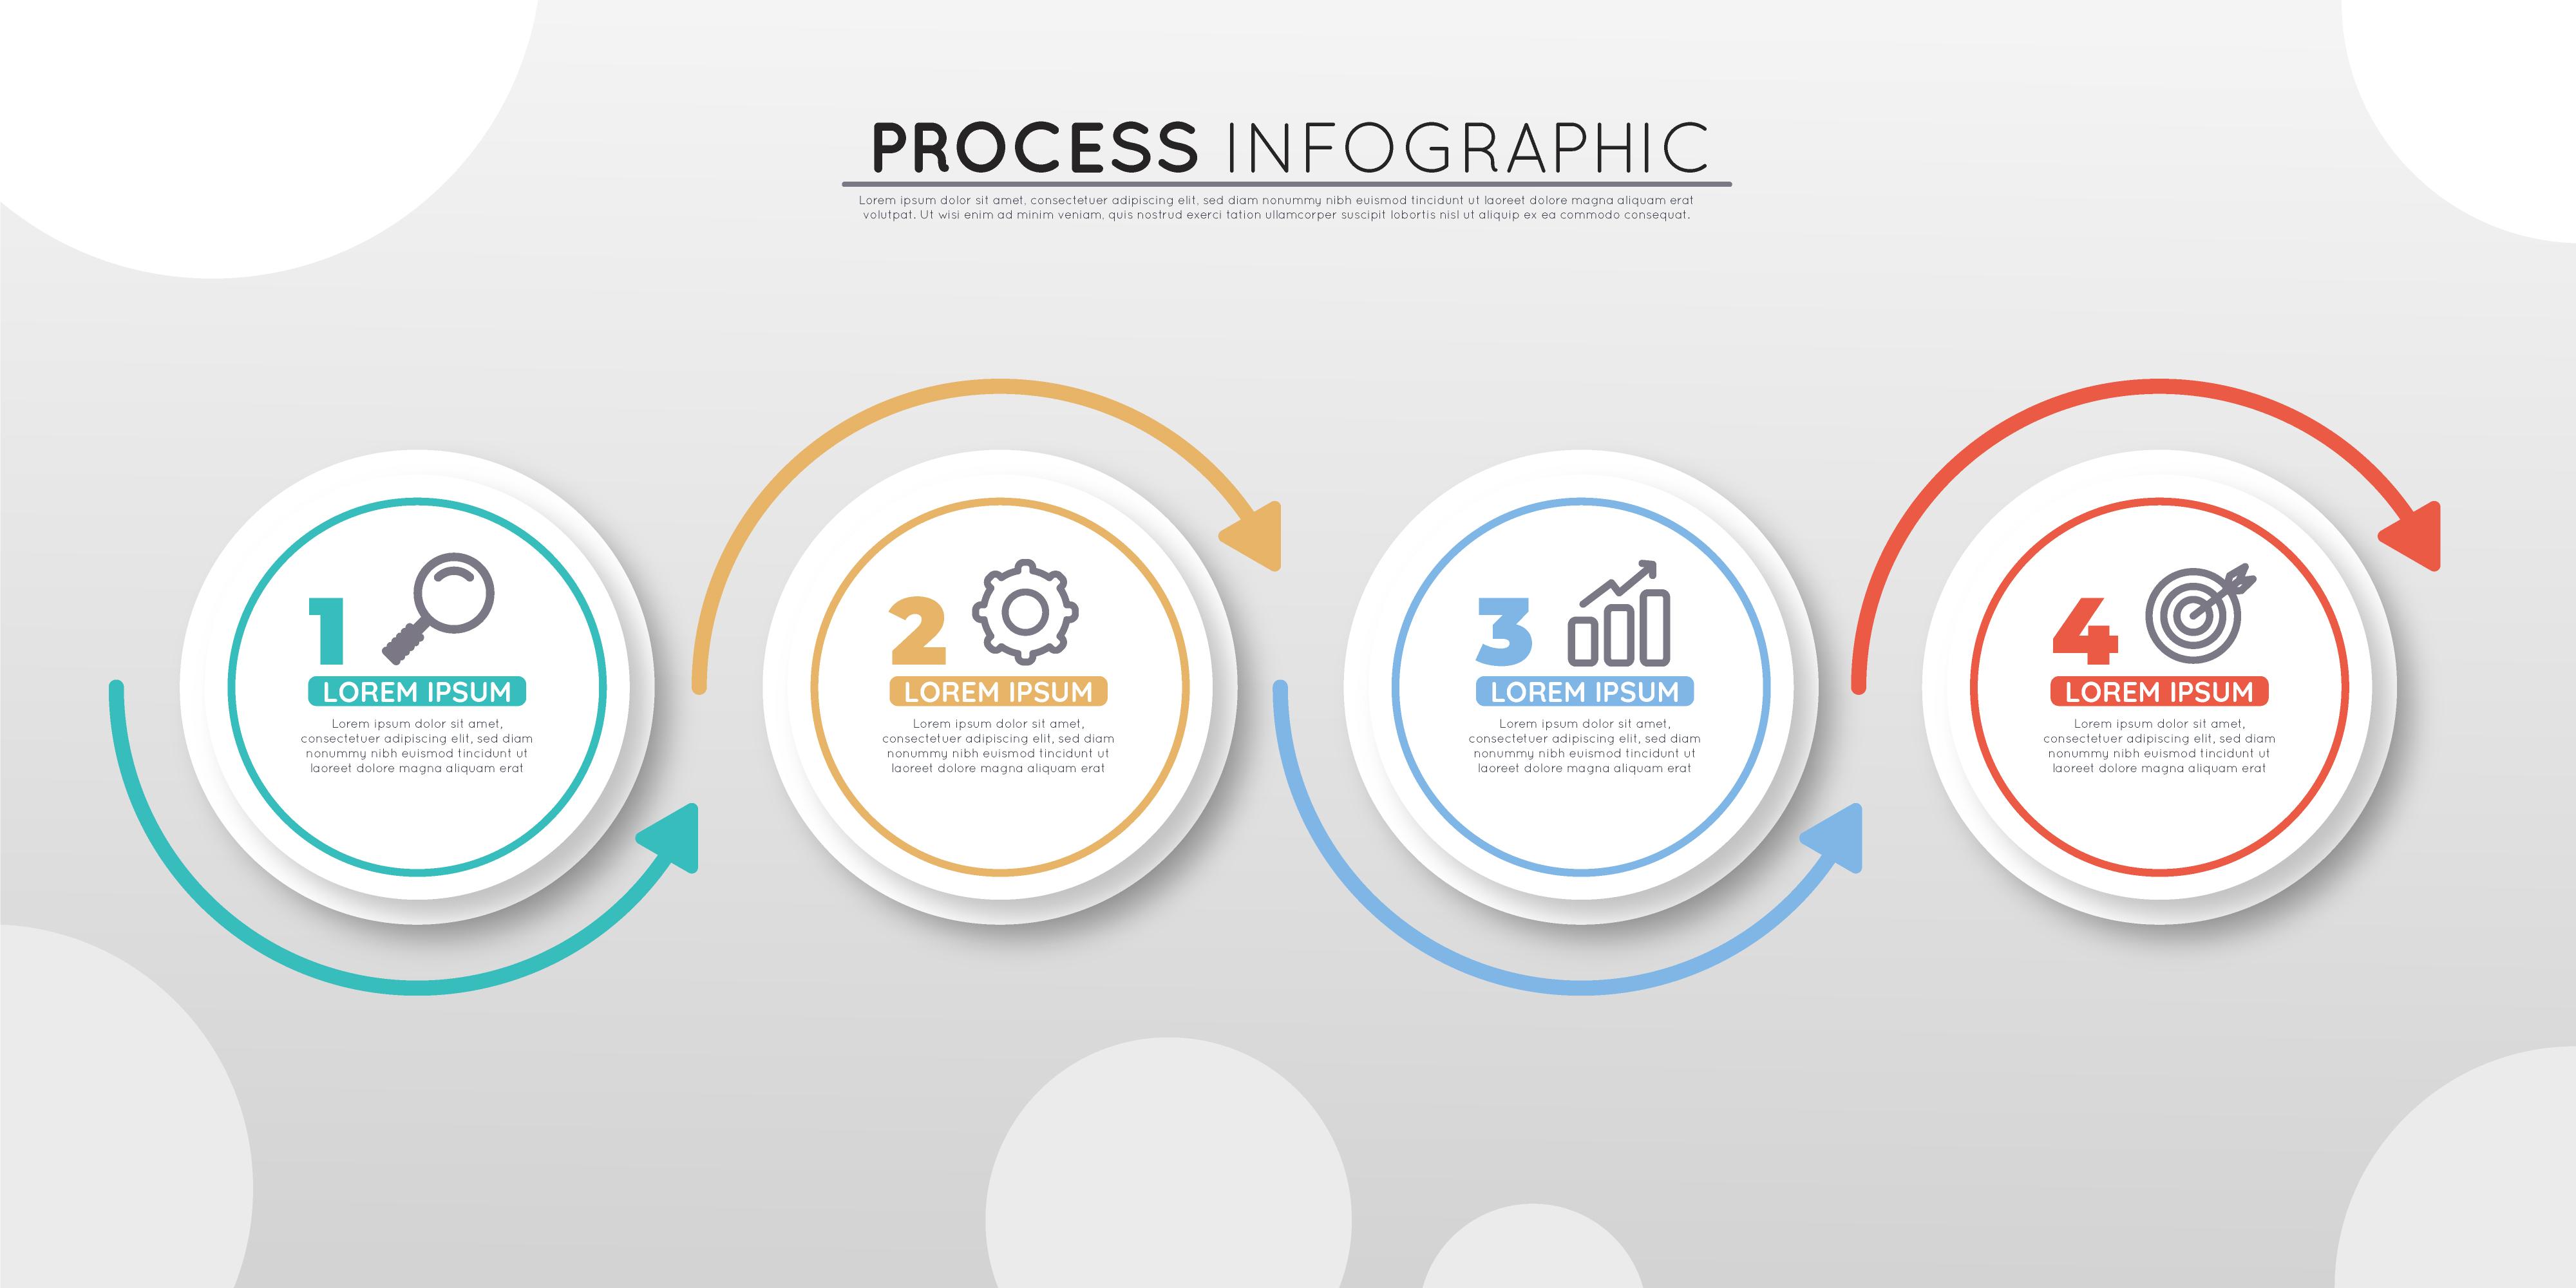 PROCESS INFOGRAPHIC
Lorem ipsum dolor sit amet, consectetuer adipiscing elit, sed diam nonummy nibh euismod tincidunt ut laoreet dolore magna aliquam erat
volutpat. Ut wisi enim ad minim veniam, quis nostrud exerci tation ullamcorper suscipit lobortis nisl ut aliquip ex ea commodo consequat.
1
LOREM IPSUM
Lorem ipsum dolor sit amet,
consectetuer adipiscing elit, sed diam
nonummy nibh euismod tincidunt ut
laoreet dolore magna aliquam erat
2
LOREM IPSUM
Lorem ipsum dolor sit amet,
consectetuer adipiscing elit, sed diam
nonummy nibh euismod tincidunt ut
laoreet dolore magna aliquam erat
3
LOREM IPSUM
Lorem ipsum dolor sit amet,
consectetuer adipiscing elit, sed diam
nonummy nibh euismod tincidunt ut
laoreet dolore magna aliquam erat
4
LOREM IPSUM
Lorem ipsum dolor sit amet,
consectetuer adipiscing elit, sed diam
nonummy nibh euismod tincidunt ut
laoreet dolore magna aliquam erat